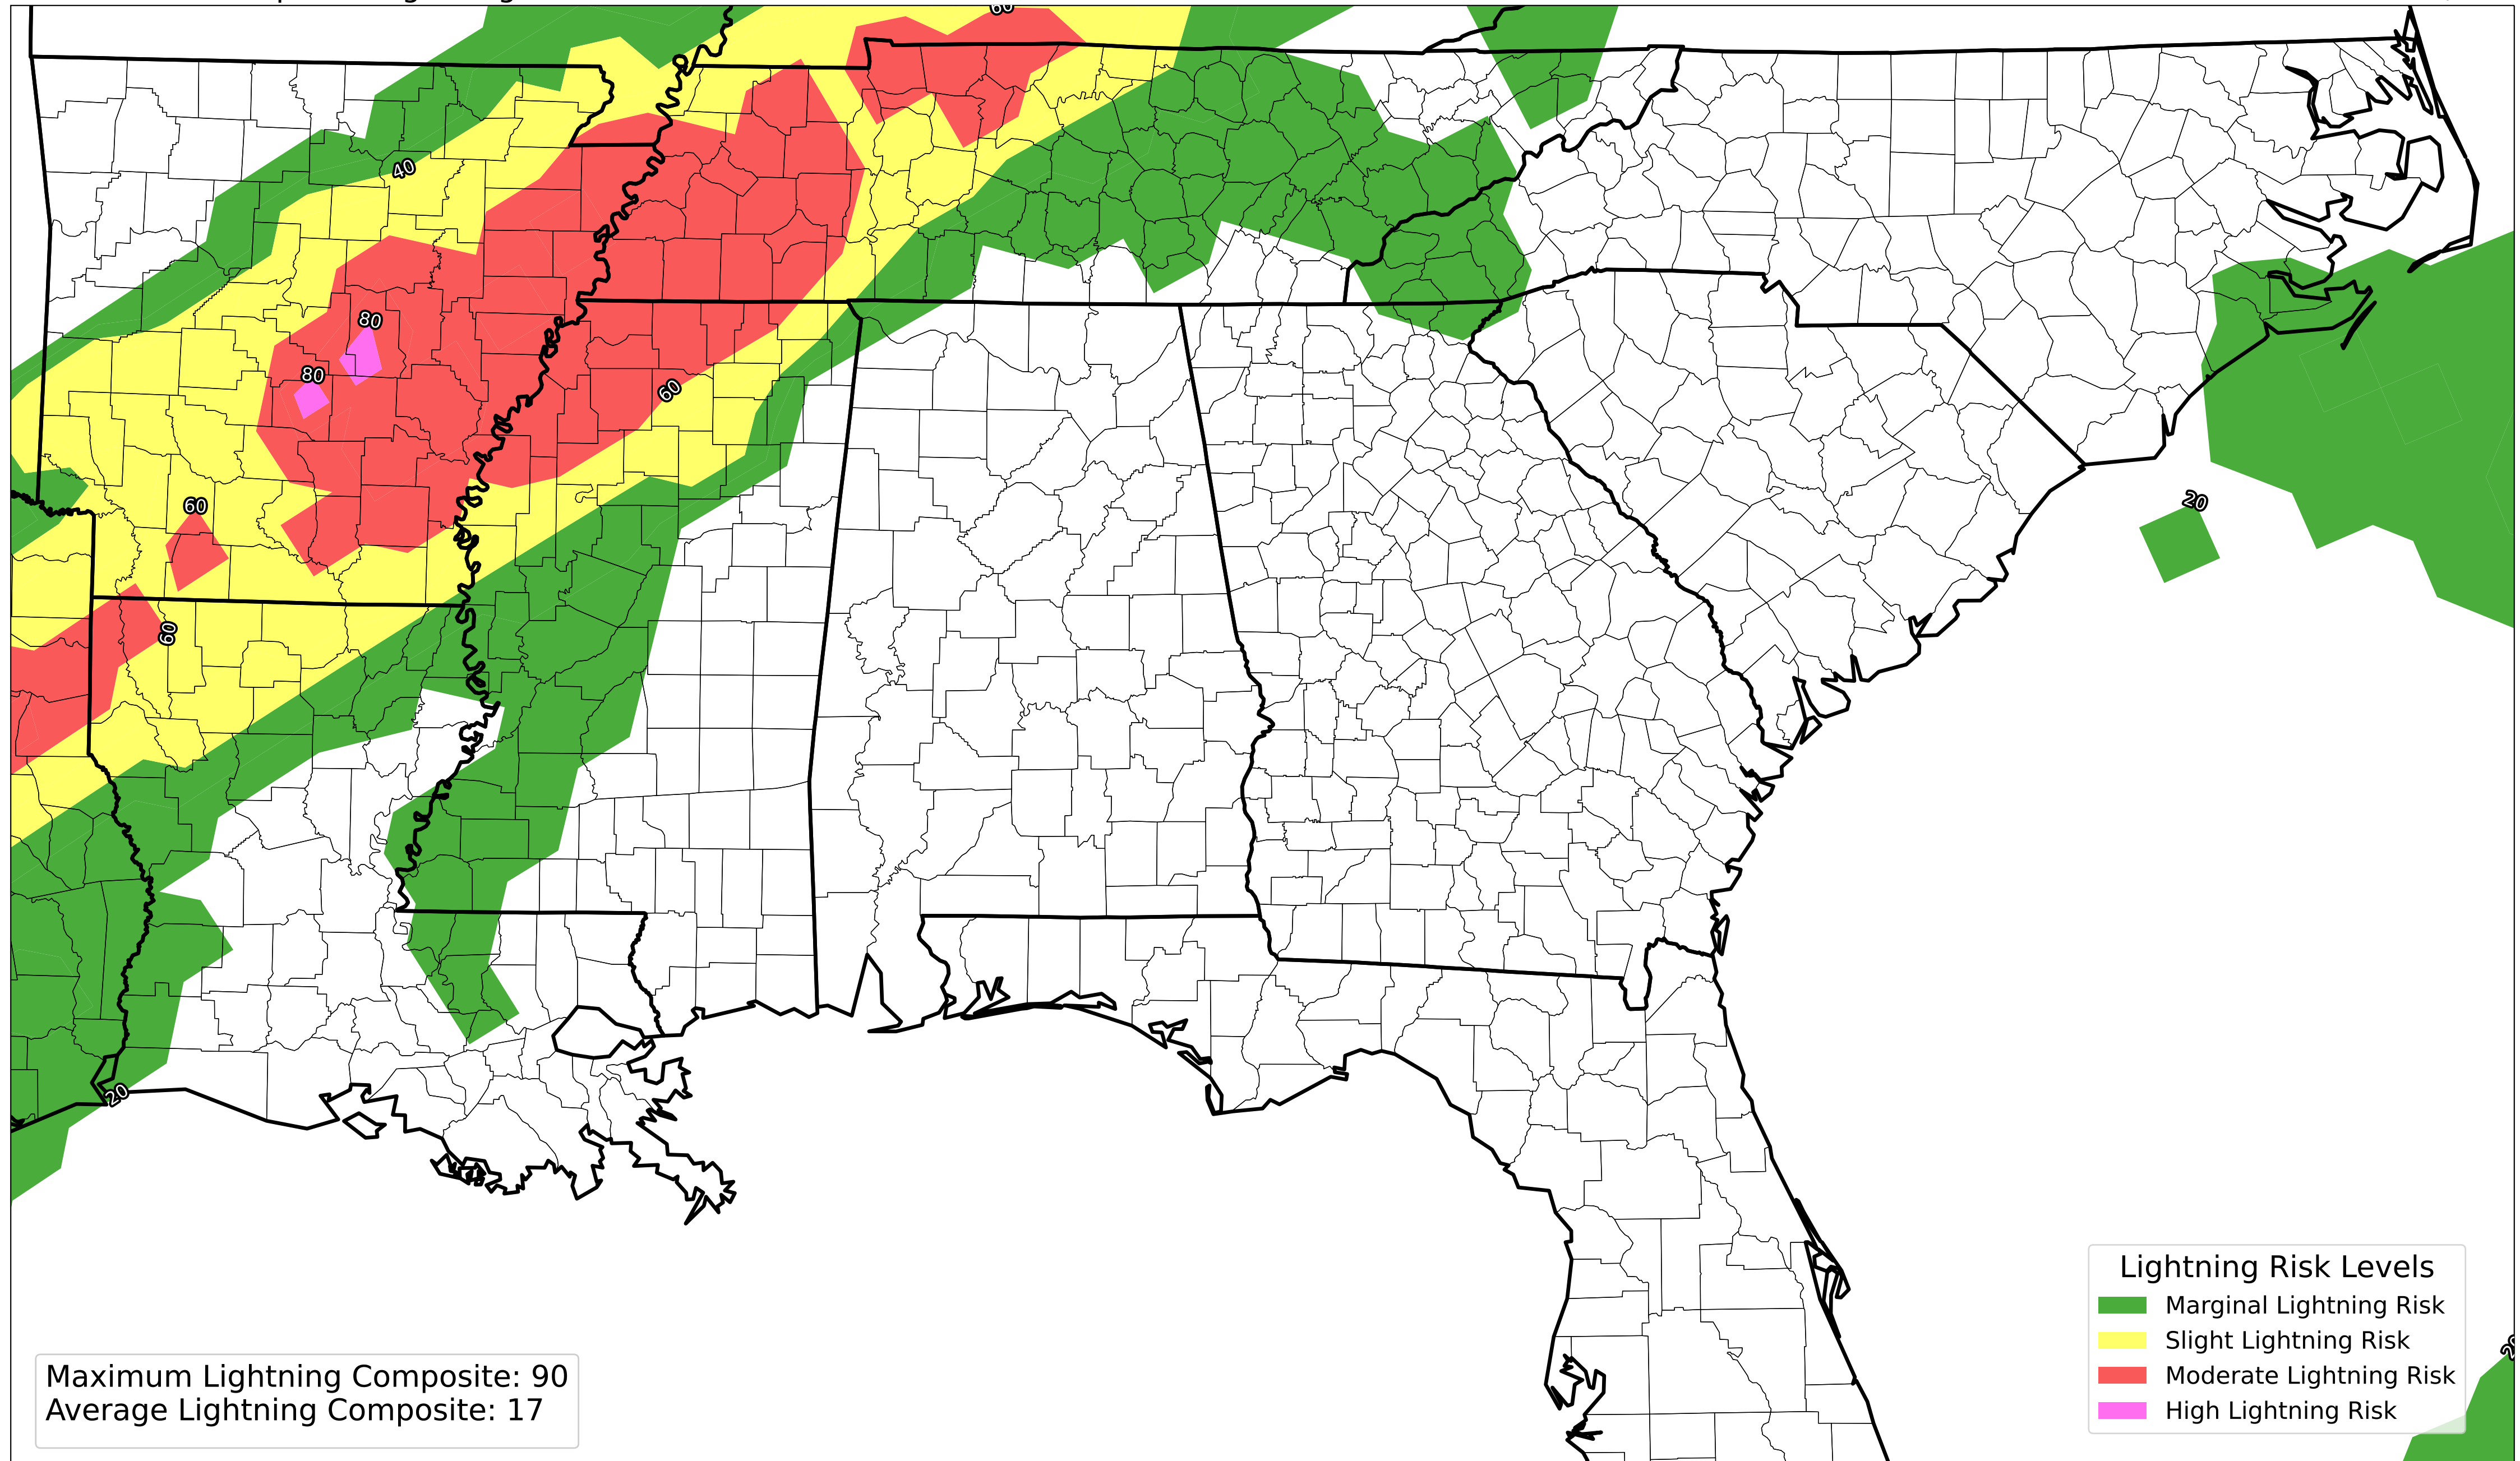 60
40
80
80
60
60
20
60
20
Lightning Risk Levels
Marginal Lightning Risk
Slight Lightning Risk
Moderate Lightning Risk
High Lightning Risk
Maximum Lightning Composite: 90
Average Lightning Composite: 17